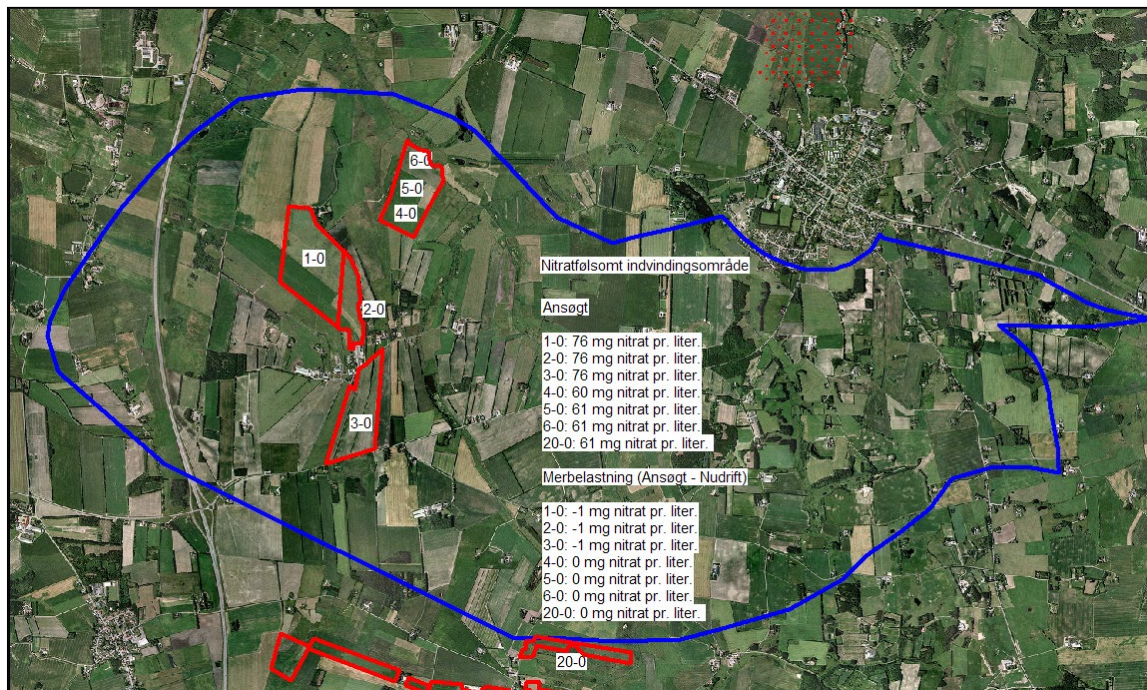 6-0
5-0
4-0
1-0
2-0
3-0
Nitratfølsomt indvindingsområde
Ansøgt
1-0: 76 mg nitrat pr. liter.
2-0: 76 mg nitrat pr. liter.
3-0: 76 mg nitrat pr. liter.
4-0: 60 mg nitrat pr. liter.
5-0: 61 mg nitrat pr. liter.
6-0: 61 mg nitrat pr. liter.
20-0: 61 mg nitrat pr. liter.
Merbelastning (Ansøgt - Nudrift)
1-0: -1 mg nitrat pr. liter.
2-0: -1 mg nitrat pr. liter.
3-0: -1 mg nitrat pr. liter.
4-0: 0 mg nitrat pr. liter.
5-0: 0 mg nitrat pr. liter.
6-0: 0 mg nitrat pr. liter.
20-0: 0 mg nitrat pr. liter.
20-0